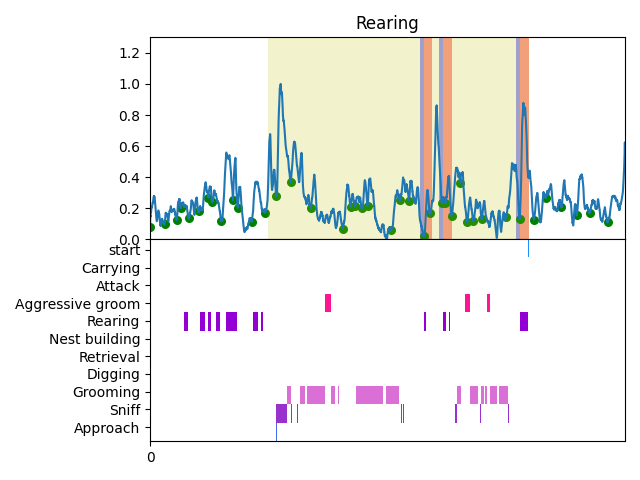 Rearing
1.2
1.0
0.8
0.6
0.4
0.2
0.0
start
Carrying
Attack
Aggressive groom
Rearing
Nest building
Retrieval
Digging
Grooming
Sniff
Approach
0